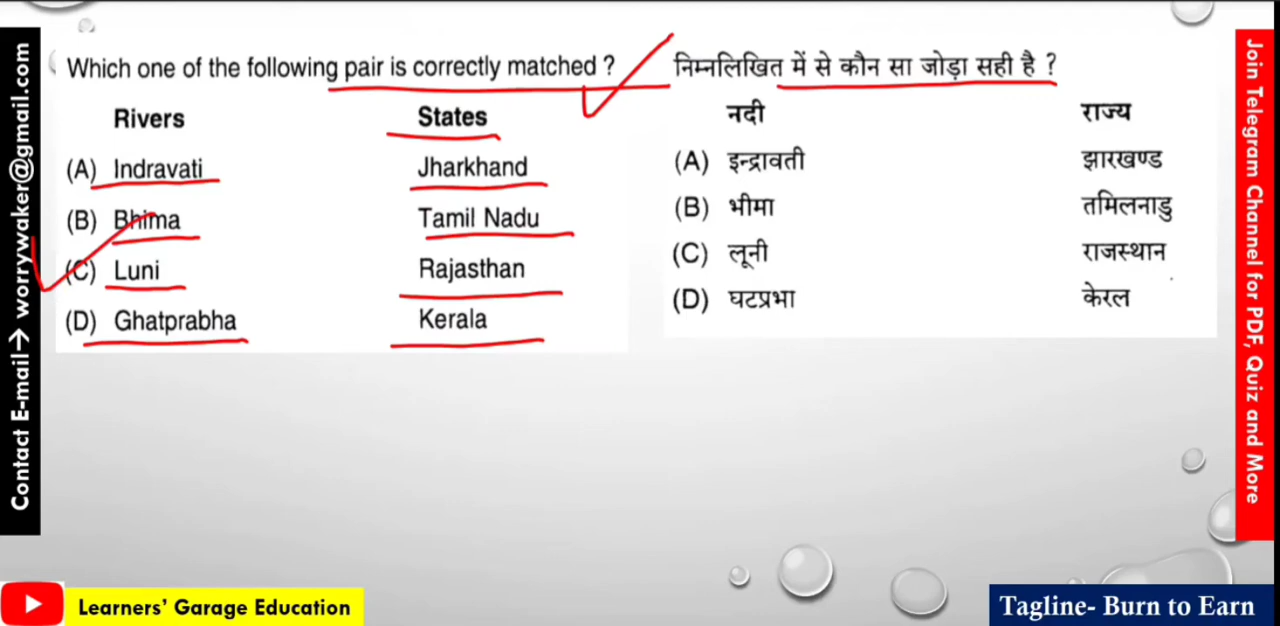 Which one of the following pair is correctly matched ?
Rivers States
(A) Indravati Jharkhand
(B) Bhima Tamil Nadu
(C) Luni Rajasthan
(D) Ghatprabha Kerala
निम्नलिखित में से कौन सा जोड़ा सही है ?
नदी राज्य
(A) इन्द्रावती झारखण्ड
(B) भीमा तमिलनाडु
(C) लूनी राजस्थान
(D) घटप्रभा केरल
Contact E-mail→ worrywaker@gmail.com
Join Telegram Channel for PDF, Quiz and More
Learners’ Garage Education
Tagline- Burn to Earn